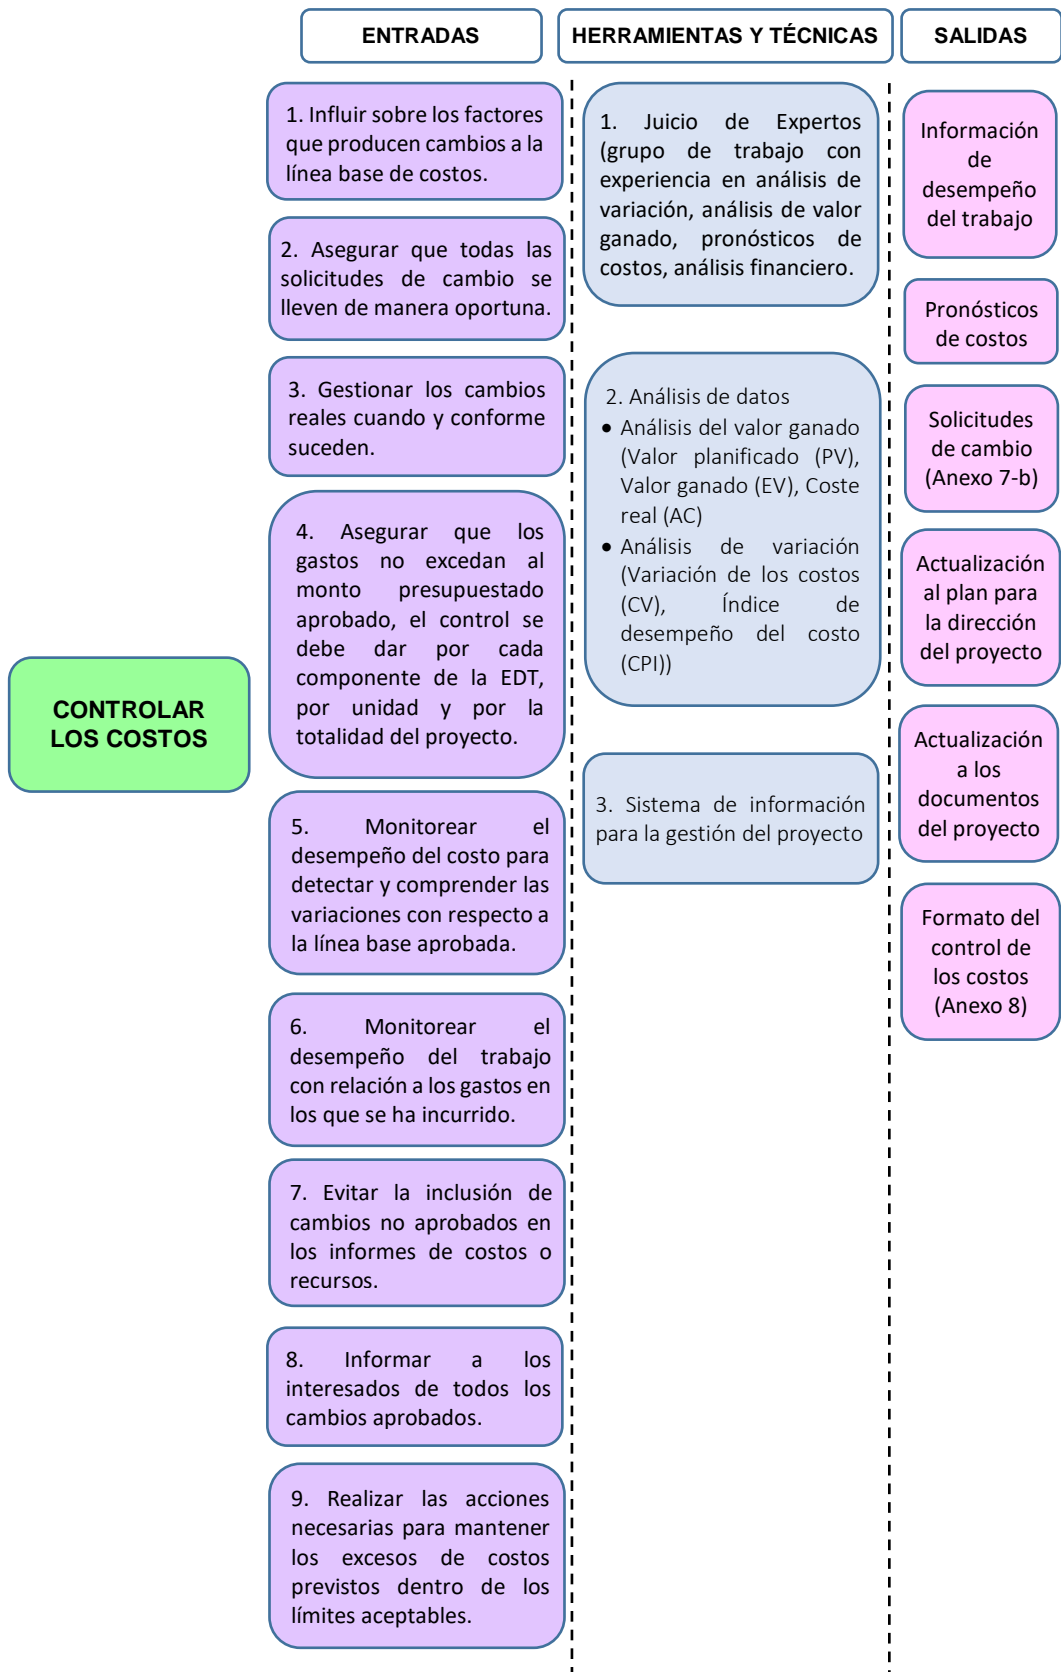 ENTRADAS
HERRAMIENTAS Y TÉCNICAS
SALIDAS
CONTROLAR
LOS COSTOS
1. Influir sobre los factores
que producen cambios a la
línea base de costos.
2. Asegurar que todas las
solicitudes de cambio se
lleven de manera oportuna.
3. Gestionar los cambios
reales cuando y conforme
suceden.
4. Asegurar que los
gastos no excedan al
monto presupuestado
aprobado, el control se
debe dar por cada
componente de la EDT,
por unidad y por la
totalidad del proyecto.
5. Monitorear el
desempeño del costo para
detectar y comprender las
variaciones con respecto a
la línea base aprobada.
6. Monitorear el
desempeño del trabajo
con relación a los gastos en
los que se ha incurrido.
7. Evitar la inclusión de
cambios no aprobados en
los informes de costos o
recursos.
8. Informar a los
interesados de todos los
cambios aprobados.
9. Realizar las acciones
necesarias para mantener
los excesos de costos
previstos dentro de los
límites aceptables.
1. Juicio de Expertos
(grupo de trabajo con
experiencia en análisis de
variación, análisis de valor
ganado, pronósticos de
costos, análisis financiero.
2. Análisis de datos
• Análisis del valor ganado
(Valor planificado (PV),
Valor ganado (EV), Coste
real (AC)
• Análisis de variación
(Variación de los costos
(CV), Índice de
desempeño del costo
(CPI))
3. Sistema de información
para la gestión del proyecto
Información
de
desempeño
del trabajo
Pronósticos
de costos
Solicitudes
de cambio
(Anexo 7-b)
Actualización
al plan para
la dirección
del proyecto
Actualización
a los
documentos
del proyecto
Formato del
control de
los costos
(Anexo 8)